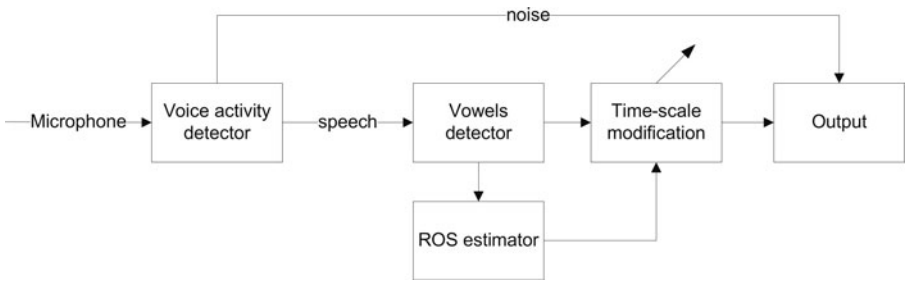 noise
Microphone
Voice activity
detector
speech
Vowels
detector
Time-scale
modification
Output
ROS estimator